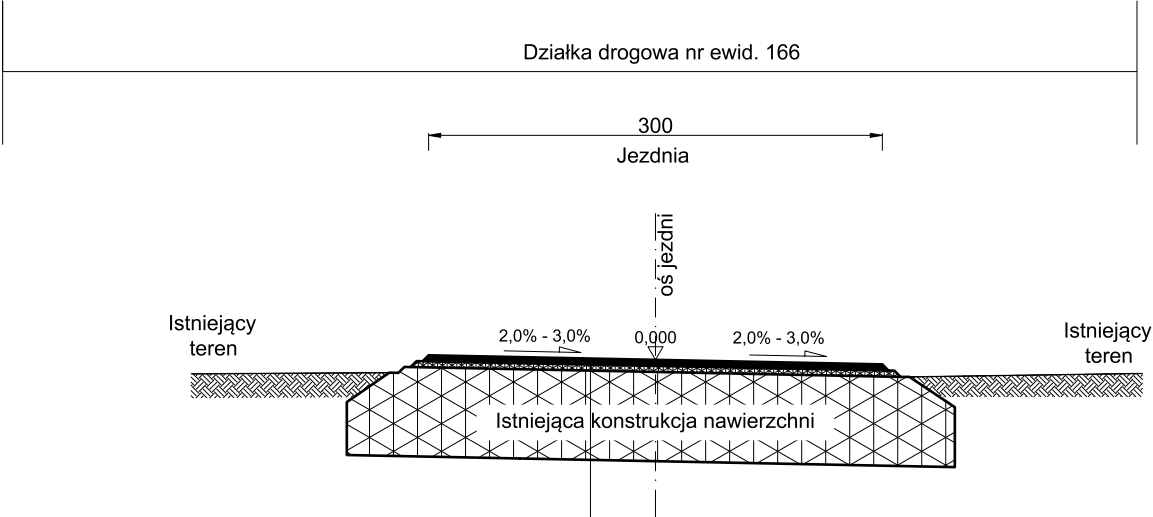 Działka drogowa nr ewid. 166
300
Jezdnia
oś jezdni
Istniejący
teren
2,0% - 3,0%
0,000
2,0% - 3,0%
Istniejący
teren
Istniejąca konstrukcja nawierzchni